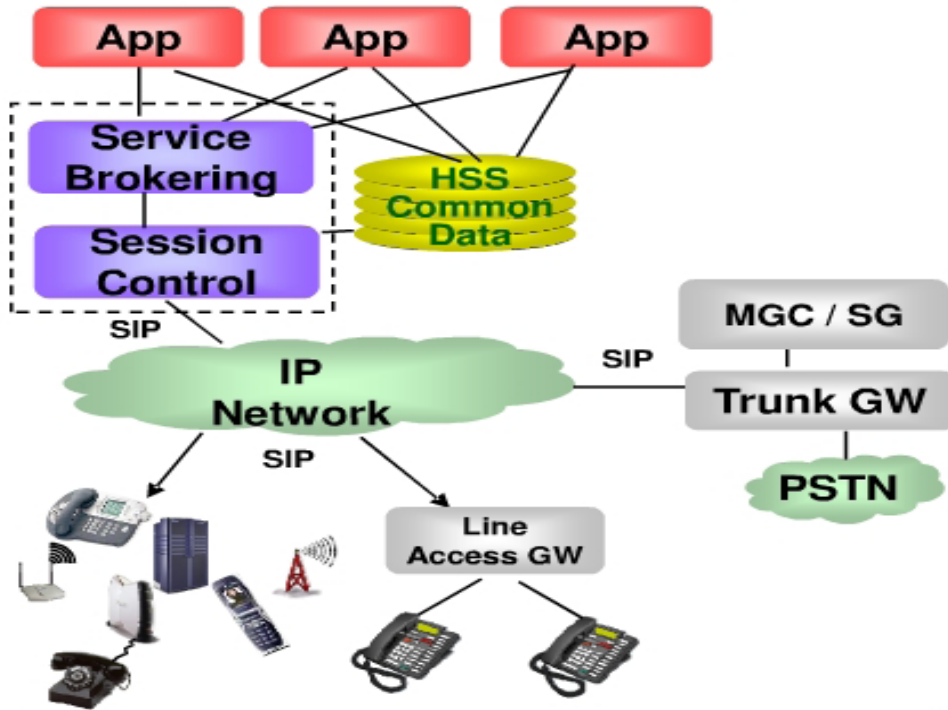 App
App
App
Service
Brokering
HSS
Common
Data
Session
Control
SIP
MGC / SG
IP
Network
SIP
Trunk GW
SIP
PSTN
Line
Access GW